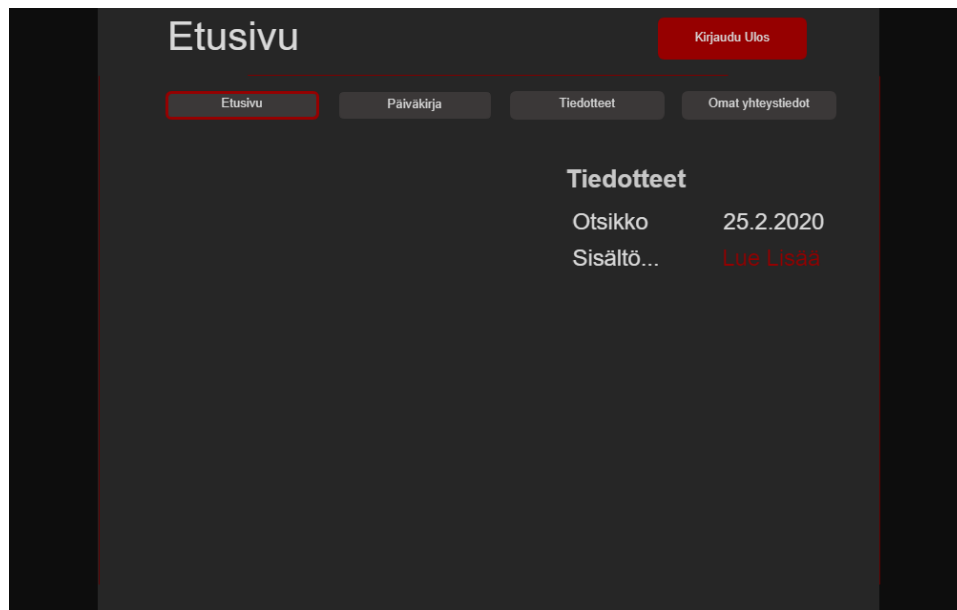 Etusivu
Kirjaudu Ulos
Etusivu
Päiväkirja
Tiedotteet
Omat yhteystiedot
Tiedotteet
Otsikko 25.2.2020
Sisältö... Lue Lisää